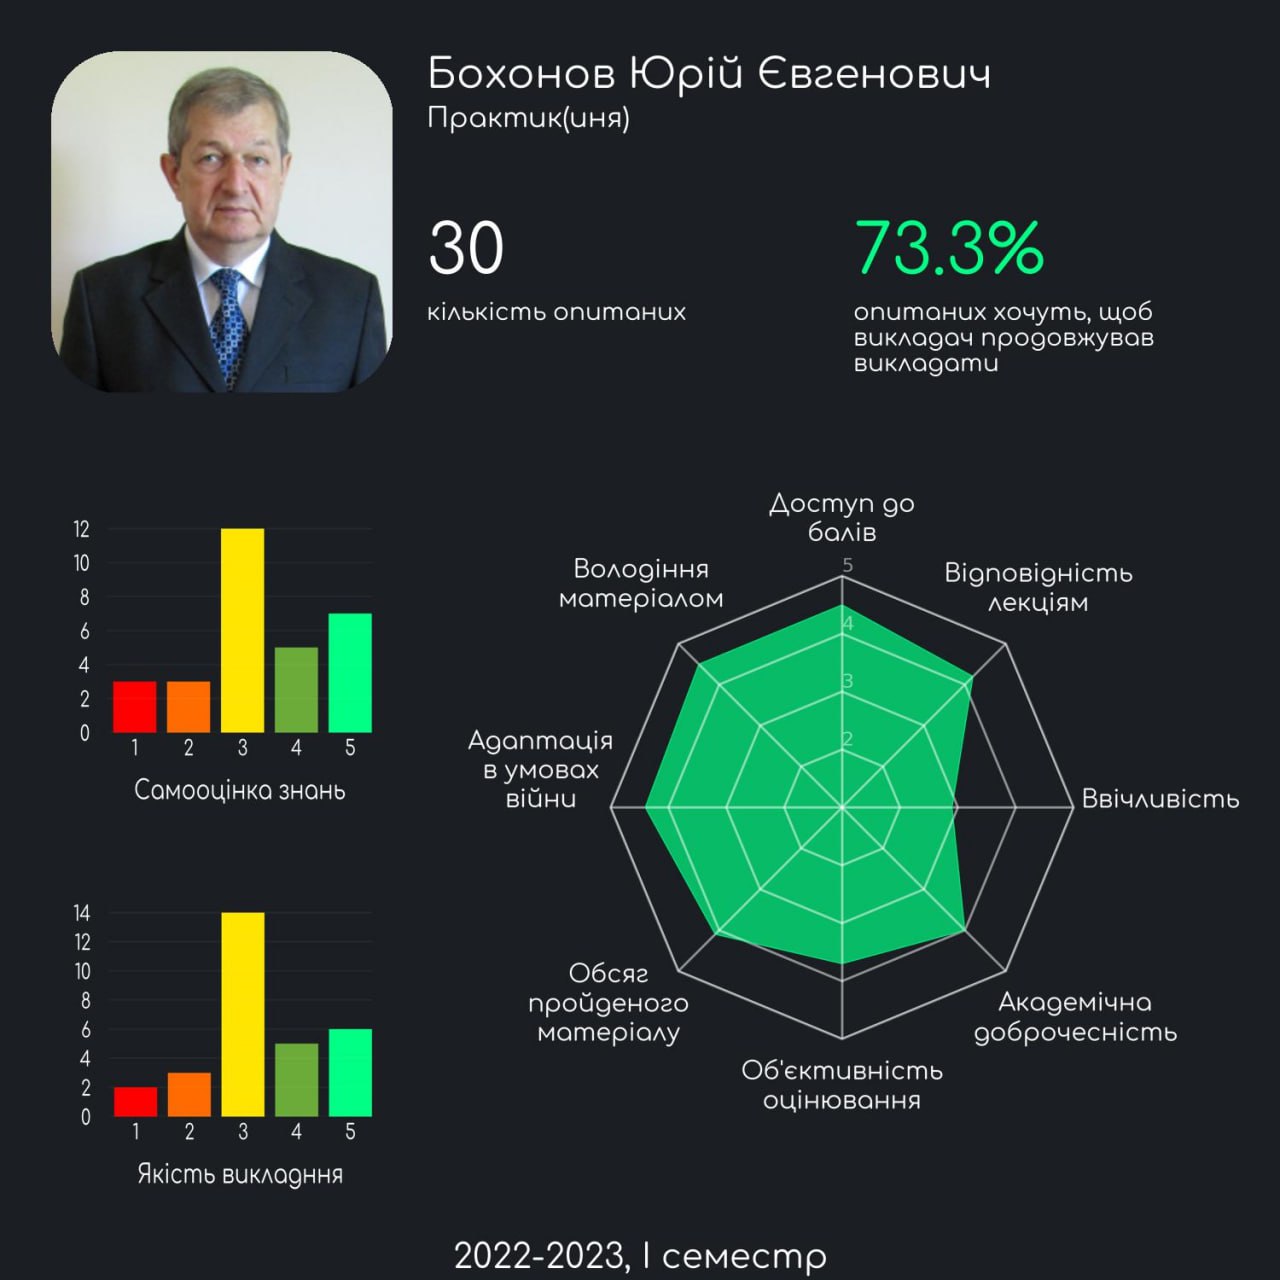 Бохонов Юрій Євгенович
Практик(иня)
30
кількість опитаних
73.3%
опитаних хочуть, щоб
викладач продовжував
викладати
12
10
8
6
4
2
0
1 2 3 4 5
Самооцінка знань
14
12
10
8
6
4
2
0
1 2 3 4 5
Якість викладння
Доступ до
балів
Відповідність
лекціям
Ввічливість
Академічна
доброчесність
Об'єктивність
оцінювання
Обсяг
пройденого
матеріалу
Адаптація
в умовах
війни
Володіння
матеріалом
5
4
3
2
2022-2023, І семестр